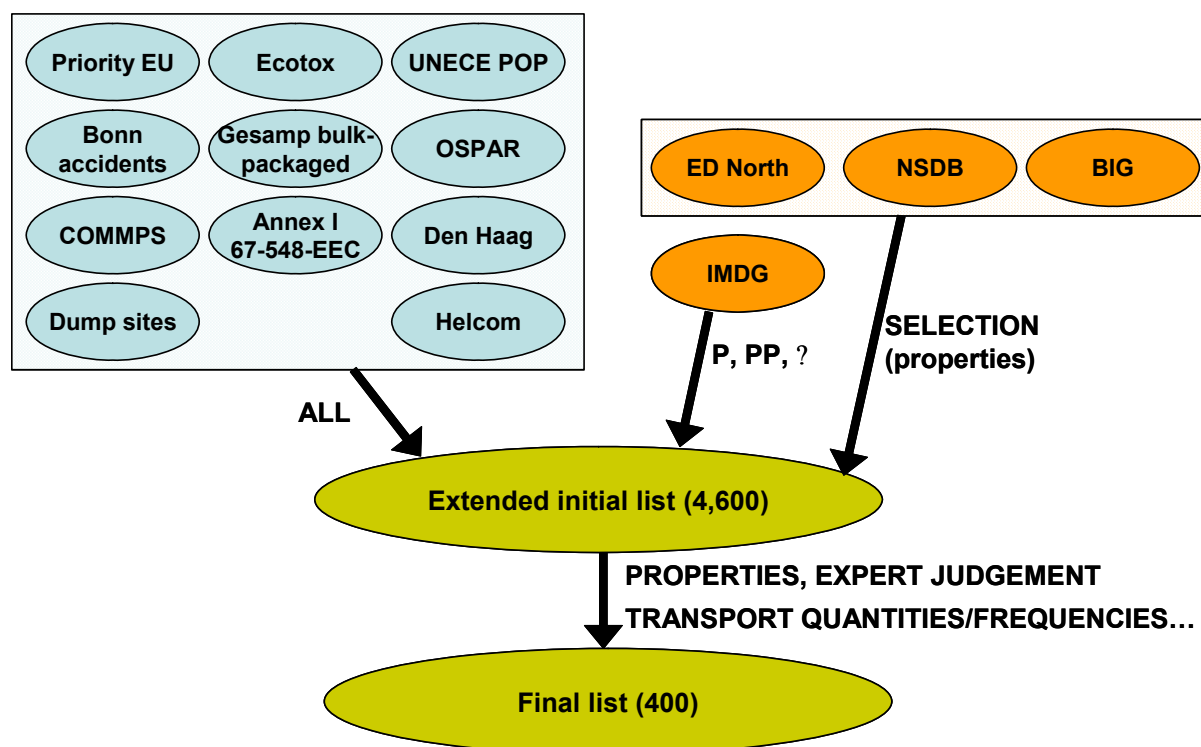 Priority EU
Ecotox
UNECE POP
Bonn
accidents
Gesamp bulk-
packaged
OSPAR
COMMPS
Annex I
67-548-EEC
Den Haag
Dump sites
Helcom
ED North
NSDB
BIG
IMDG
P, PP, ?
SELECTION
(properties)
ALL
Extended initial list (4,600)
PROPERTIES, EXPERT JUDGEMENT
TRANSPORT QUANTITIES/FREQUENCIES…
Final list (400)